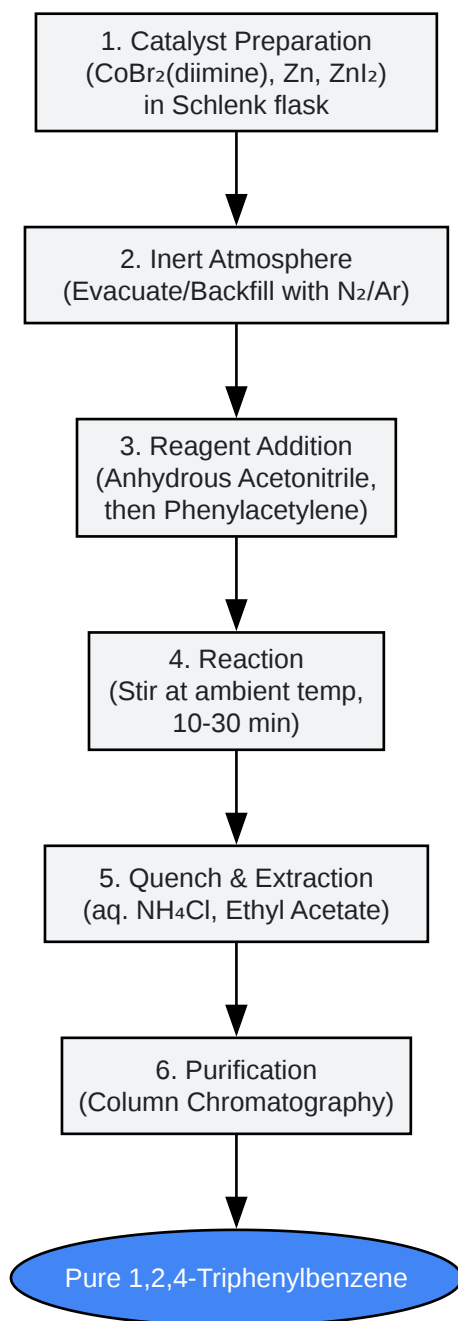 1. Catalyst Preparation
(CoBr₂(diimine), Zn, ZnI₂)
in Schlenk flask
2. Inert Atmosphere
(Evacuate/Backfill with N₂/Ar)
3. Reagent Addition
(Anhydrous Acetonitrile,
then Phenylacetylene)
4. Reaction
(Stir at ambient temp,
10-30 min)
5. Quench & Extraction
(aq. NH₄Cl, Ethyl Acetate)
6. Purification
(Column Chromatography)
Pure 1,2,4-Triphenylbenzene